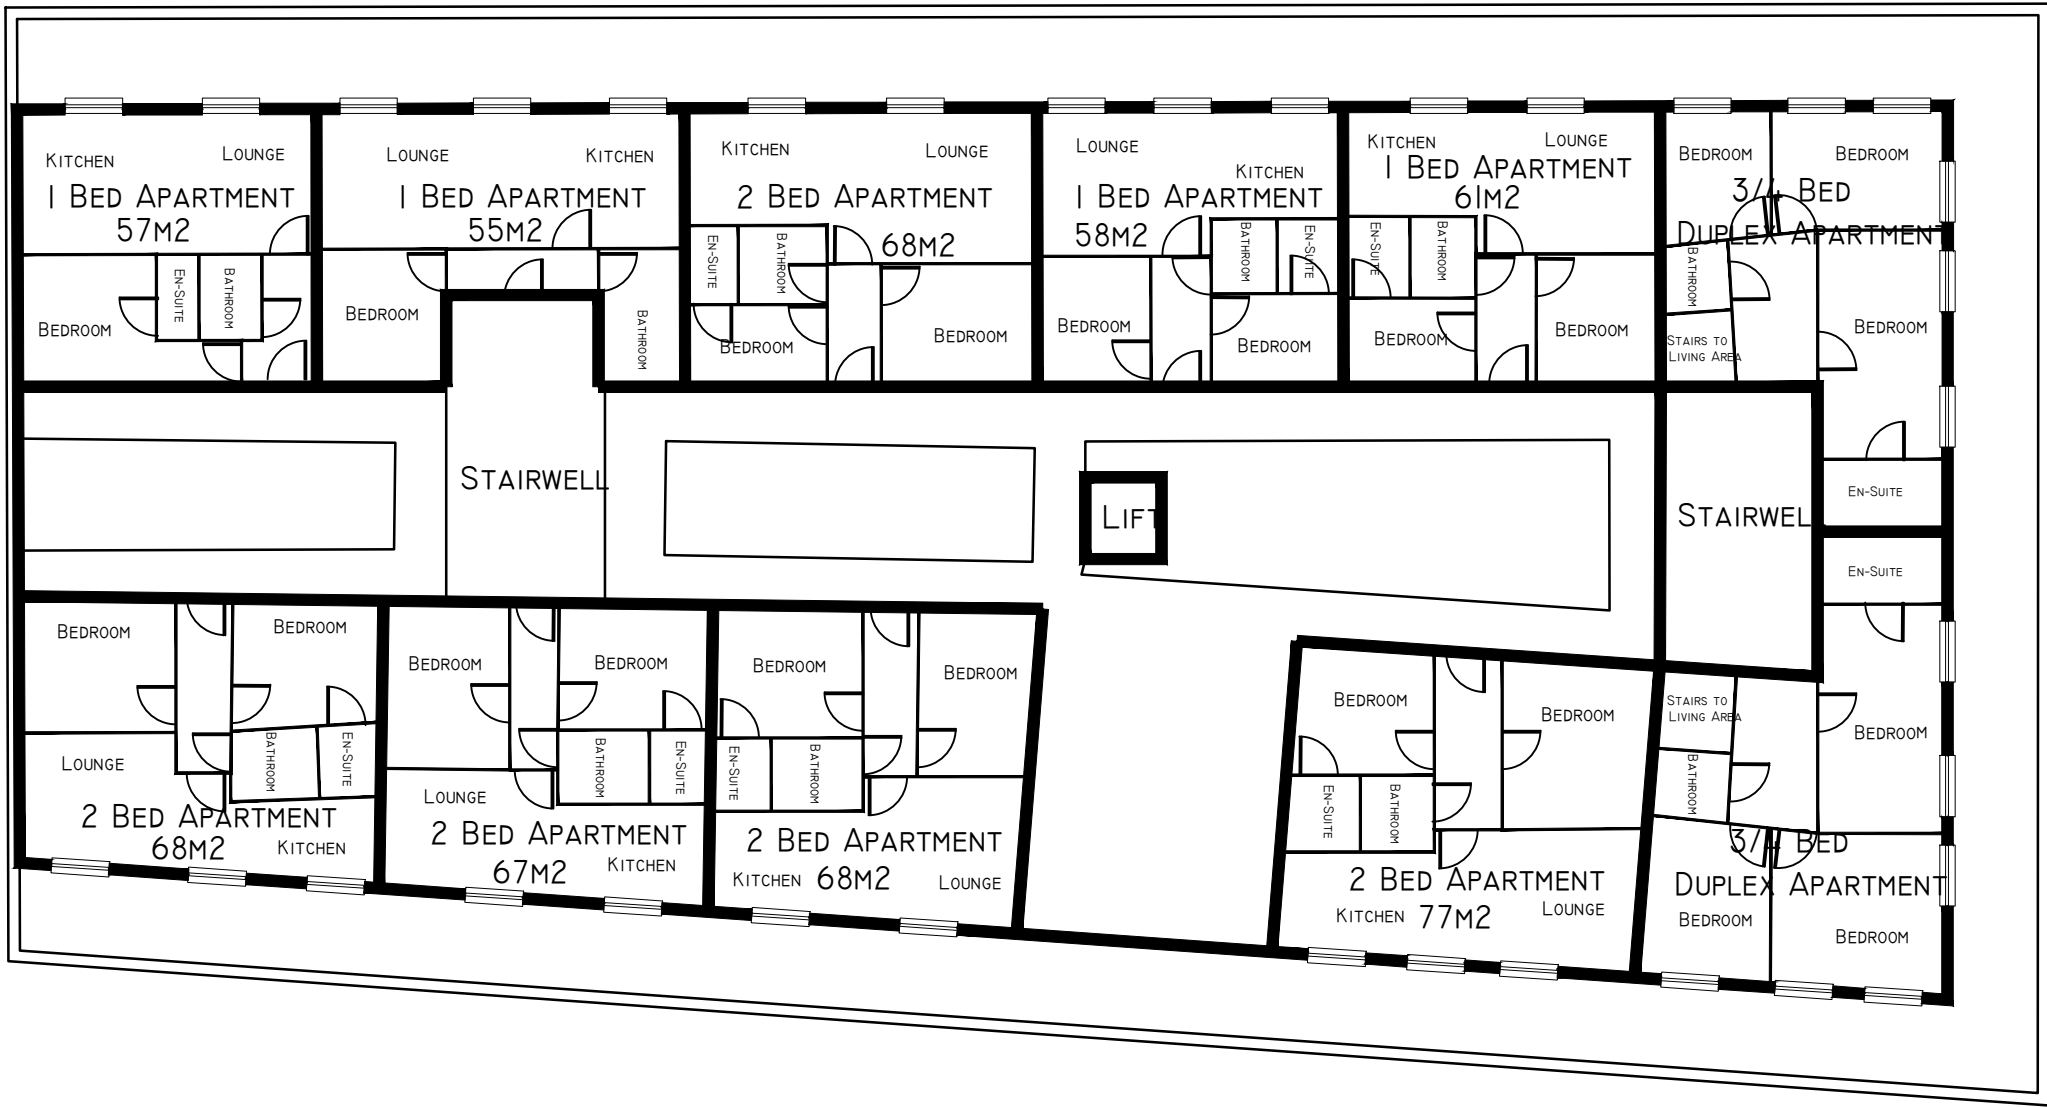 Kitchen
Lounge
1 Bed Apartment
57m2
En-Suite
Bathroom
Bedroom
Lounge
Kitchen
1 Bed Apartment
55m2
Bedroom
Bathroom
Kitchen
Lounge
2 Bed Apartment
68m2
En-Suite
Bathroom
Bedroom
Bedroom
Lounge
Kitchen
1 Bed Apartment
58m2
Bathroom
En-Suite
Bedroom
Bedroom
Kitchen
Lounge
1 Bed Apartment
61m2
En-Suite
Bathroom
Bedroom
Bedroom
Bedroom
Bedroom
3/4 Bed
Duplex Apartment
Bathroom
Stairs to
Living Area
Bedroom
En-Suite
Stairwell
Lift
Stairwel
En-Suite
Bedroom
Bedroom
Lounge
Bathroom
En-Suite
2 Bed Apartment
68m2
Kitchen
Bedroom
Bedroom
Bathroom
En-Suite
Lounge
2 Bed Apartment
67m2
Kitchen
Bedroom
Bedroom
En-Suite
Bathroom
2 Bed Apartment
Kitchen
68m2
Lounge
Bedroom
Bedroom
En-Suite
Bathroom
2 Bed Apartment
Kitchen
77m2
Lounge
Stairs to
Living Area
Bedroom
Bathroom
3/4 Bed
Duplex Apartment
Bedroom
Bedroom